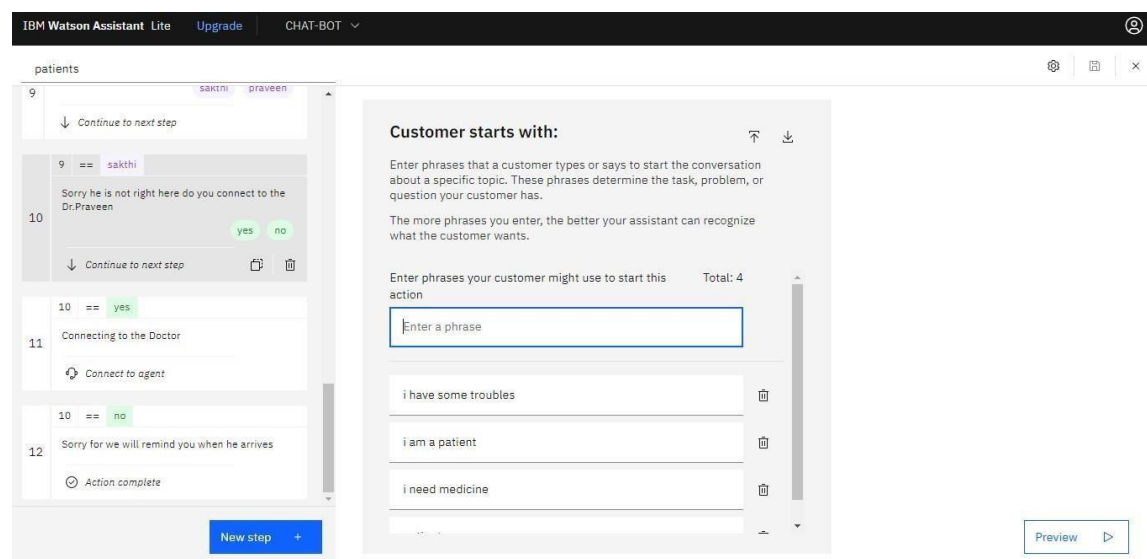 IBM Watson Assistant Lite Upgrade CHAT-BOT
patients
9
sakthi praveen
Continue to next step
9 == sakthi
Sorry he is not right here do you connect to the
Dr.Praveen
10
yes no
Continue to next step
10 == yes
Connecting to the Doctor
11
Connect to agent
10 == no
Sorry for we will remind you when he arrives
12
Action complete
New step +
Customer starts with:
Enter phrases that a customer types or says to start the conversation
about a specific topic. These phrases determine the task, problem, or
question your customer has.
The more phrases you enter, the better your assistant can recognize
what the customer wants.
Enter phrases your customer might use to start this Total: 4
action
Enter a phrase
i have some troubles
i am a patient
i need medicine
Preview